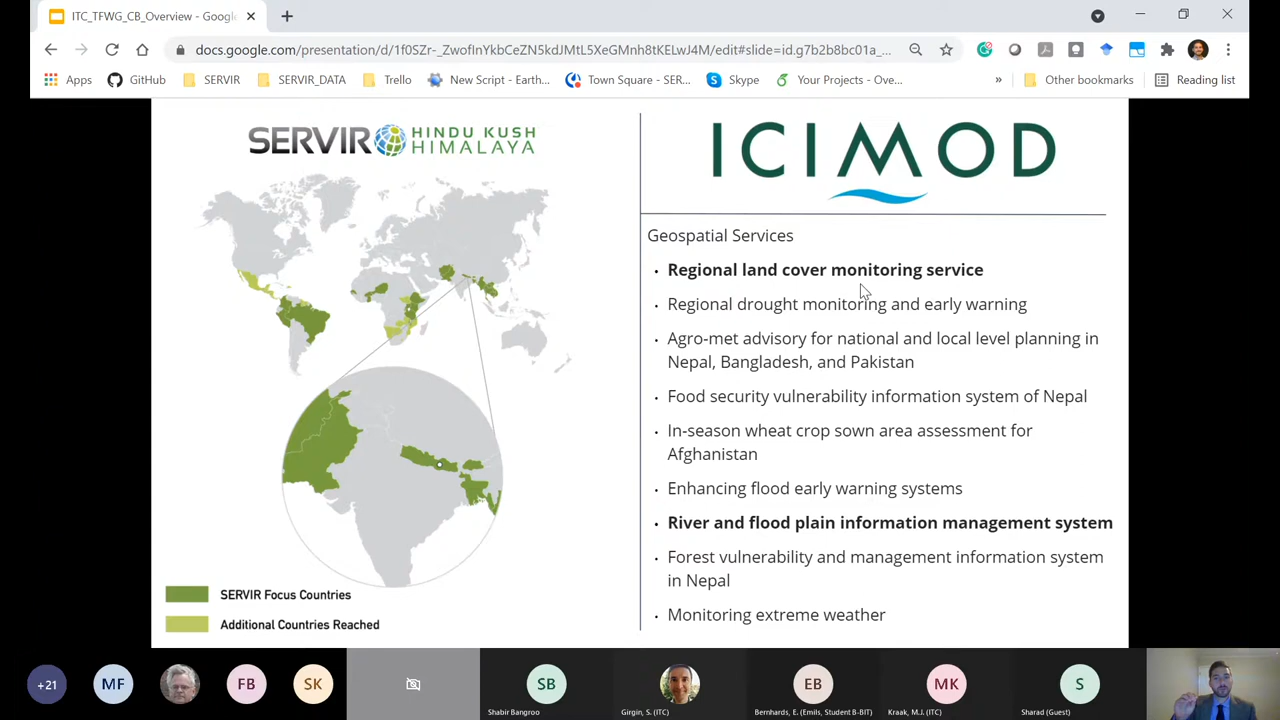 ITC_TFWG_CB_Overview - Google
docs.google.com/presentation/d/1f0SZr-_ZwofInYkbCeZN5kdJMtL5XeGMnh8tKELwJ4M/edit#slide=id.g7b2b8bc01a_...
Apps GitHub SERVIR SERVIR_DATA Trello New Script - Earth... Town Square - SER... Skype Your Projects - Ove... » Other bookmarks Reading list
SERVIR HINDU KUSH
HIMALAYA
ICIMOD
Geospatial Services
• Regional land cover monitoring service
• Regional drought monitoring and early warning
• Agro-met advisory for national and local level planning in
Nepal, Bangladesh, and Pakistan
• Food security vulnerability information system of Nepal
• In-season wheat crop sown area assessment for
Afghanistan
• Enhancing flood early warning systems
• River and flood plain information management system
• Forest vulnerability and management information system
in Nepal
• Monitoring extreme weather
SERVIR Focus Countries
Additional Countries Reached
+21 MF FB SK SB EB MK S
Shabir Bangroo Girgin, S. (ITC) Bernhards, E. (Emils, Student B-BIT) Kraak, M.J. (ITC) Sharad (Guest)